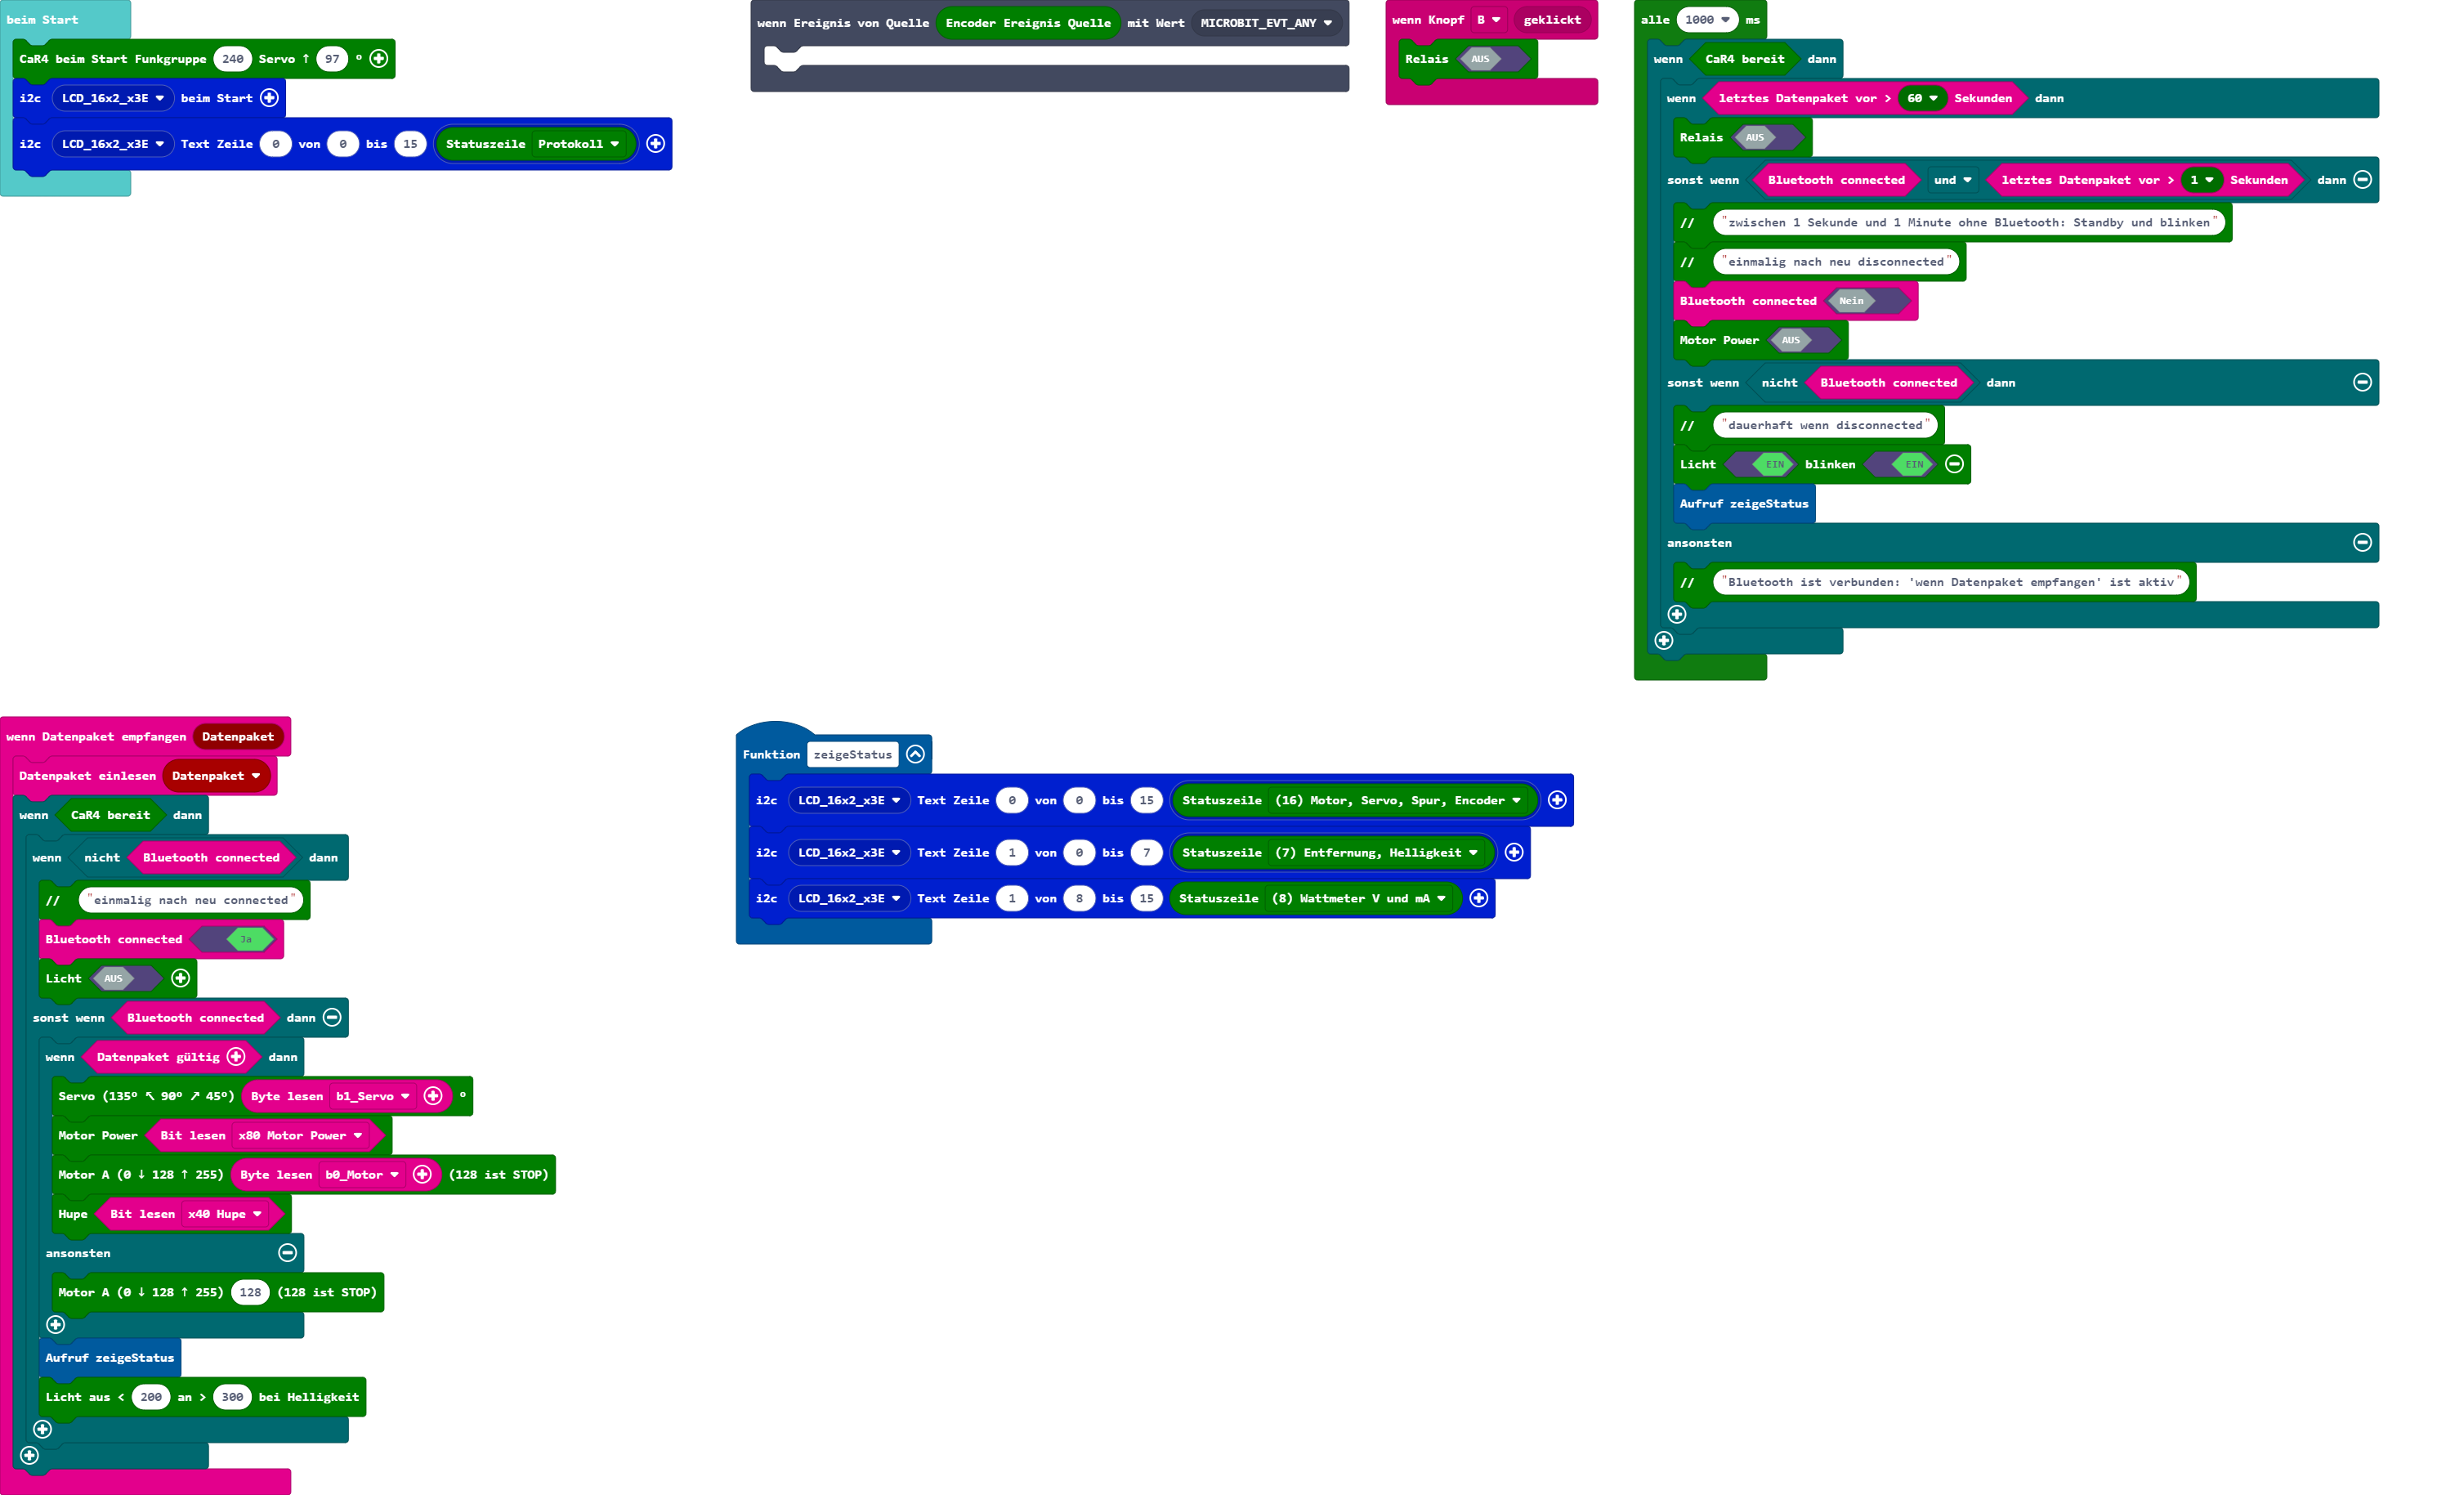 beim Start
CaR4 beim Start Funkgruppe 240 Servo ↑ 97 °
i2c LCD_16x2_x3E beim Start
i2c LCD_16x2_x3E Text Zeile 0 von 0 bis 15 Statuszeile Protokoll
wenn Ereignis von Quelle Encoder Ereignis Quelle mit Wert MICROBIT_EVT_ANY
wenn Knopf B geklickt
Relais AUS
alle 1000 ms
wenn CaR4 bereit dann
wenn letztes Datenpaket vor > 60 Sekunden dann
Relais AUS
sonst wenn Bluetooth connected und letztes Datenpaket vor > 1 Sekunden dann
// "zwischen 1 Sekunde und 1 Minute ohne Bluetooth: Standby und blinken"
// "einmalig nach neu disconnected"
Bluetooth connected Nein
Motor Power AUS
sonst wenn nicht Bluetooth connected dann
// "dauerhaft wenn disconnected"
Licht EIN blinken EIN
Aufruf zeigeStatus
ansonsten
// "Bluetooth ist verbunden: 'wenn Datenpaket empfangen' ist aktiv"
wenn Datenpaket empfangen Datenpaket
Datenpaket einlesen Datenpaket
wenn CaR4 bereit dann
wenn nicht Bluetooth connected dann
// "einmalig nach neu connected"
Bluetooth connected Ja
Licht AUS
sonst wenn Bluetooth connected dann
wenn Datenpaket gültig dann
Servo (135° ↖ 90° ↗ 45°) Byte lesen b1_Servo °
Motor Power Bit lesen x80 Motor Power
Motor A (0 ↓ 128 ↑ 255) Byte lesen b0_Motor (128 ist STOP)
Hupe Bit lesen x40 Hupe
ansonsten
Motor A (0 ↓ 128 ↑ 255) 128 (128 ist STOP)
Aufruf zeigeStatus
Licht aus < 200 an > 300 bei Helligkeit
Funktion zeigeStatus
i2c LCD_16x2_x3E Text Zeile 0 von 0 bis 15 Statuszeile (16) Motor, Servo, Spur, Encoder
i2c LCD_16x2_x3E Text Zeile 1 von 0 bis 7 Statuszeile (7) Entfernung, Helligkeit
i2c LCD_16x2_x3E Text Zeile 1 von 8 bis 15 Statuszeile (8) Wattmeter V und mA